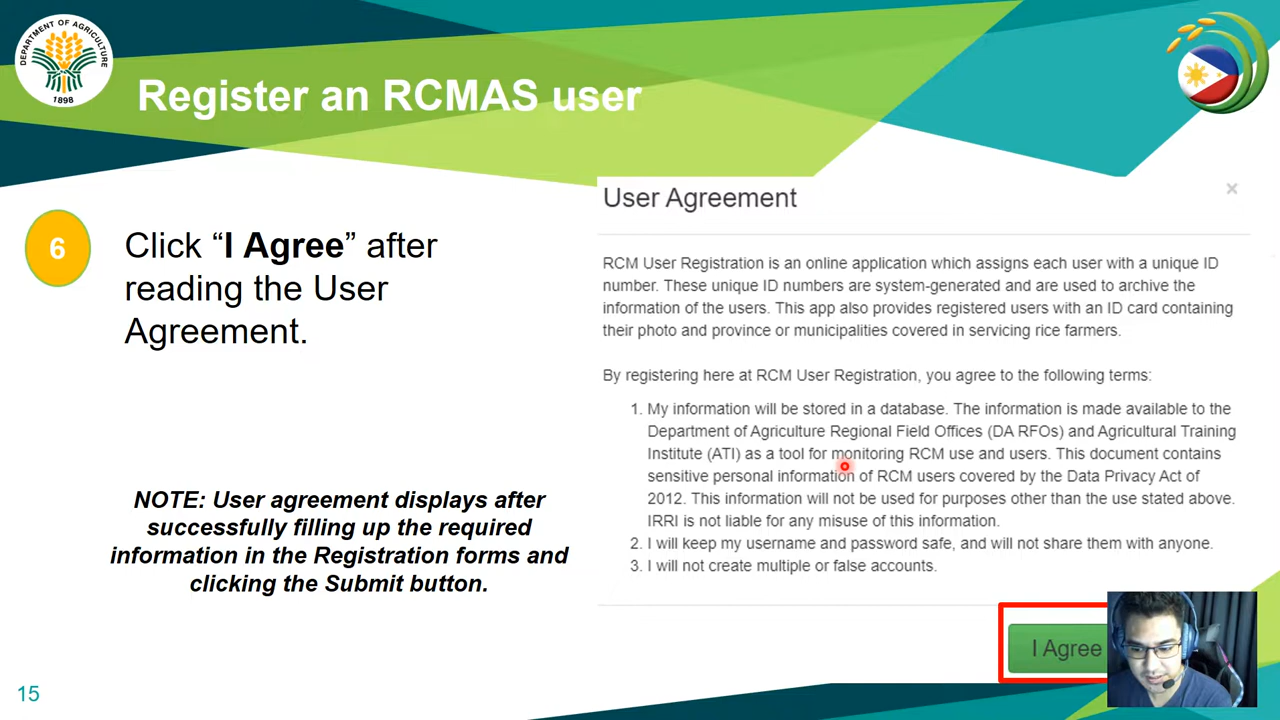 DEPARTMENT OF AGRICULTURE
1898
Register an RCMAS user
6
Click “I Agree” after
reading the User
Agreement.
NOTE: User agreement displays after
successfully filling up the required
information in the Registration forms and
clicking the Submit button.
User Agreement
×
RCM User Registration is an online application which assigns each user with a unique ID
number. These unique ID numbers are system-generated and are used to archive the
information of the users. This app also provides registered users with an ID card containing
their photo and province or municipalities covered in servicing rice farmers.
By registering here at RCM User Registration, you agree to the following terms:
1. My information will be stored in a database. The information is made available to the
Department of Agriculture Regional Field Offices (DA RFOs) and Agricultural Training
Institute (ATI) as a tool for monitoring RCM use and users. This document contains
sensitive personal information of RCM users covered by the Data Privacy Act of
2012. This information will not be used for purposes other than the use stated above.
IRRI is not liable for any misuse of this information.
2. I will keep my username and password safe, and will not share them with anyone.
3. I will not create multiple or false accounts.
I Agree
15